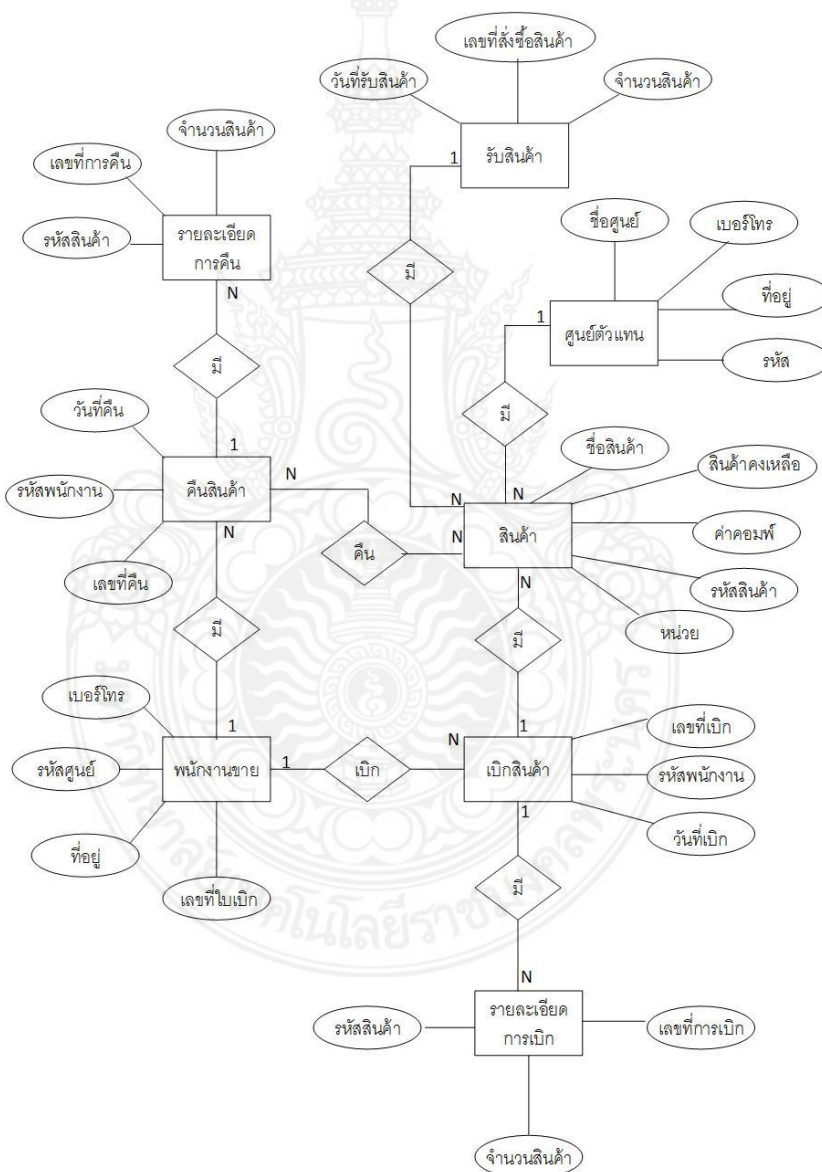 เลขที่สั่งซื้อสินค้า
วันที่รับสินค้า
จำนวนสินค้า
รับสินค้า
1
จำนวนสินค้า
เลขที่การคืน
รหัสสินค้า
รายละเอียด
การคืน
N
มี
ชื่อศูนย์
เบอร์โทร
ที่อยู่
1
ศูนย์ตัวแทน
รหัส
มี
มี
วันที่คืน
1
รหัสพนักงาน
คืนสินค้า
N
N
เลขที่คืน
ชื่อสินค้า
สินค้าคงเหลือ
N
N
สินค้า
ค่าคอมพ์
N
คืน
รหัสสินค้า
N
หน่วย
มี
มี
เบอร์โทร
1
รหัสศูนย์
พนักงานขาย
1
เบิก
N
1
เบิกสินค้า
เลขที่เบิก
รหัสพนักงาน
1
วันที่เบิก
ที่อยู่
เลขที่ใบเบิก
มี
N
รหัสสินค้า
รายละเอียด
การเบิก
เลขที่การเบิก
จำนวนสินค้า